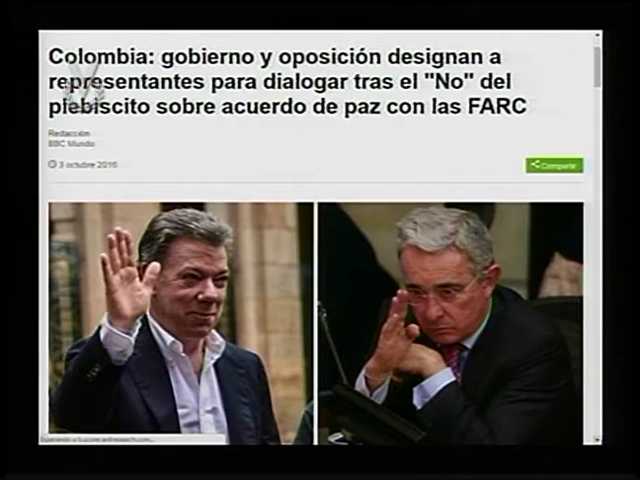 Colombia: gobierno y oposición designan a
representantes para dialogar tras el "No" del
plebiscito sobre acuerdo de paz con las FARC
Redacción
BBC Mundo
3 octubre 2016
Compartir